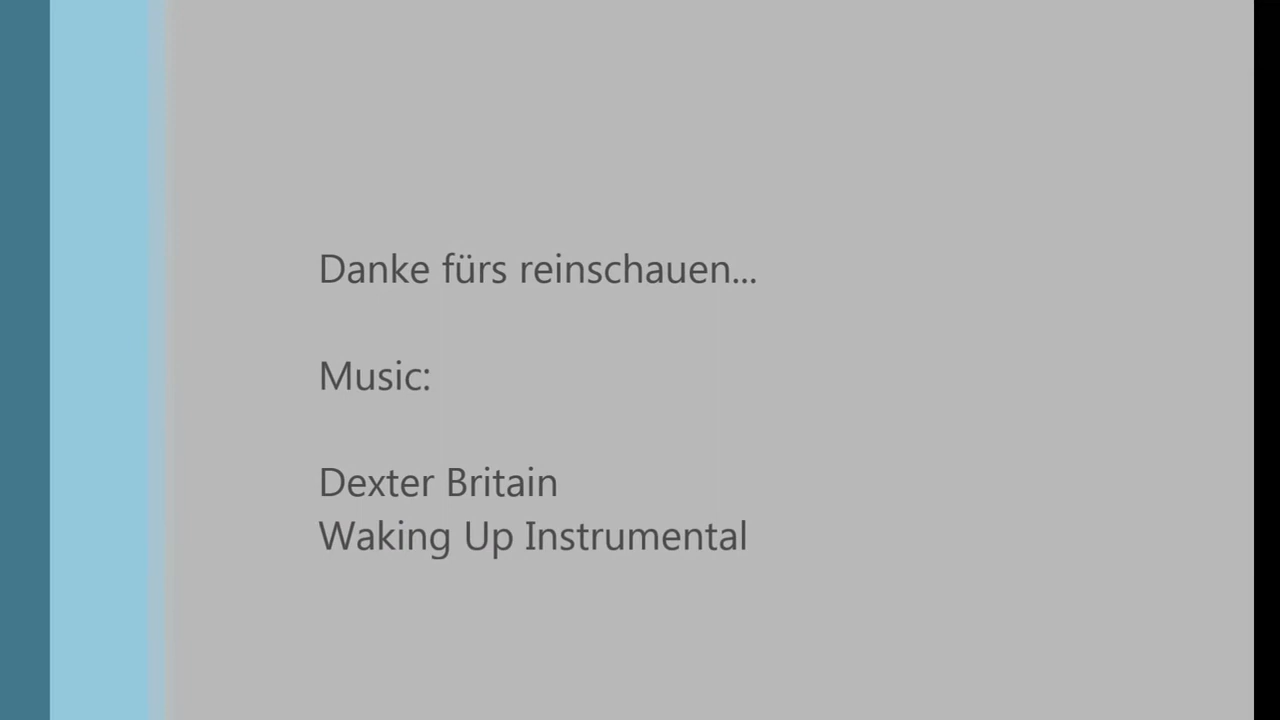 Danke fürs reinschauen...
Music:
Dexter Britain
Waking Up Instrumental